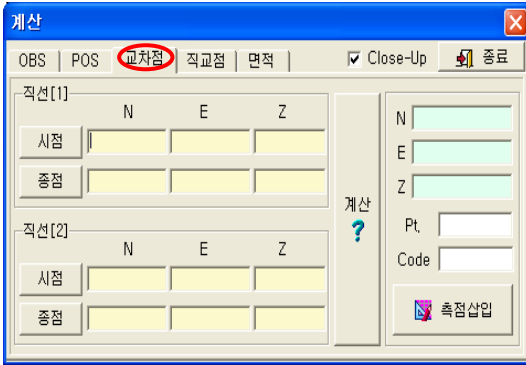 계산
OBS POS 교차점 직교점 면적 Close-Up 종료
직선[1]
N E Z
시점
종점
직선[2]
N E Z
시점
종점
계산
?
N
E
Z
Pt.
Code
측점삽입